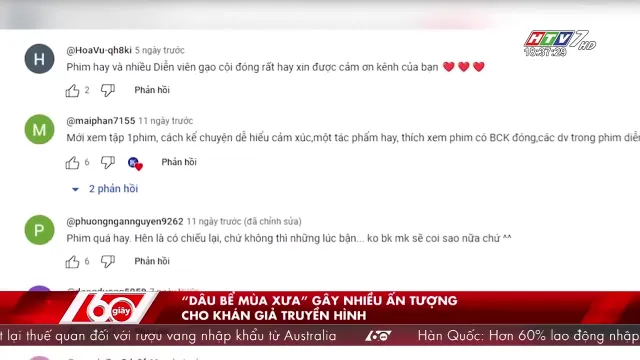 HTV7 HD
18:37:29
H
@HoaVu-qh8ki 5 ngày trước
Phim hay và nhiều Diễn viên gạo cội đóng rất hay xin được cảm ơn kênh của bạn ❤️❤️❤️
2 Phản hồi
M
@maiphan7155 11 ngày trước
Mới xem tập 1phim, cách kể chuyện dễ hiểu cảm xúc,một tác phẩm hay, thích xem phim có BCK đóng,các dv trong phim diễn
6 Phản hồi
2 phản hồi
P
@phuongngannguyen9262 11 ngày trước (đã chỉnh sửa)
Phim quá hay. Hên là có chiếu lại, chứ không thì những lúc bận... ko bk mk sẽ coi sao nữa chứ ^^
Phản hồi
60 giây
“DÂU BỂ MÙA XƯA” GÂY NHIỀU ẤN TƯỢNG
CHO KHÁN GIẢ TRUYỀN HÌNH
t lại thuế quan đối với rượu vang nhập khẩu từ Australia 60 Hàn Quốc: Hơn 60% lao động nhập